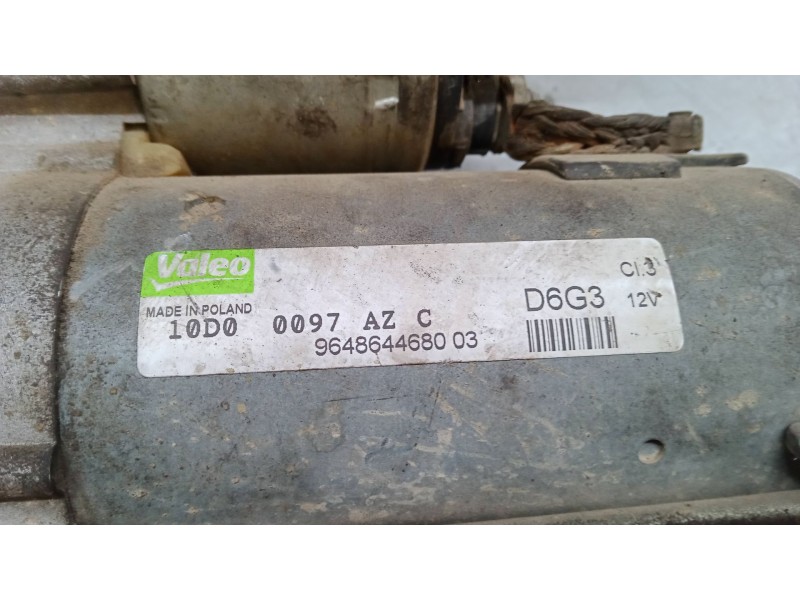 Valeo
MADE IN POLAND
10D0 0097 AZ C
9648644680 03
D6G3
Cl.3
12V